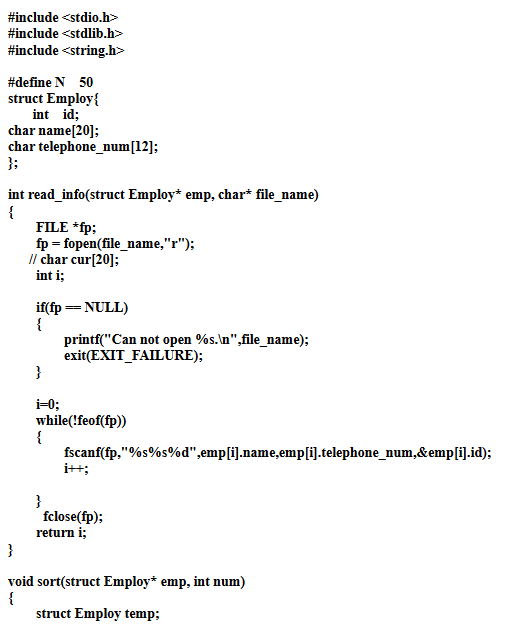 #include <stdio.h>
#include <stdlib.h>
#include <string.h>
#define N 50
struct Employ{
int id;
char name[20];
char telephone_num[12];
};
int read_info(struct Employ* emp, char* file_name)
{
FILE *fp;
fp = fopen(file_name,"r");
// char cur[20];
int i;
if(fp == NULL)
{
printf("Can not open %s.\n",file_name);
exit(EXIT_FAILURE);
}
i=0;
while(!feof(fp))
{
fscanf(fp,"%s%s%d",emp[i].name,emp[i].telephone_num,&emp[i].id);
i++;
}
fclose(fp);
return i;
}
void sort(struct Employ* emp, int num)
{
struct Employ temp;